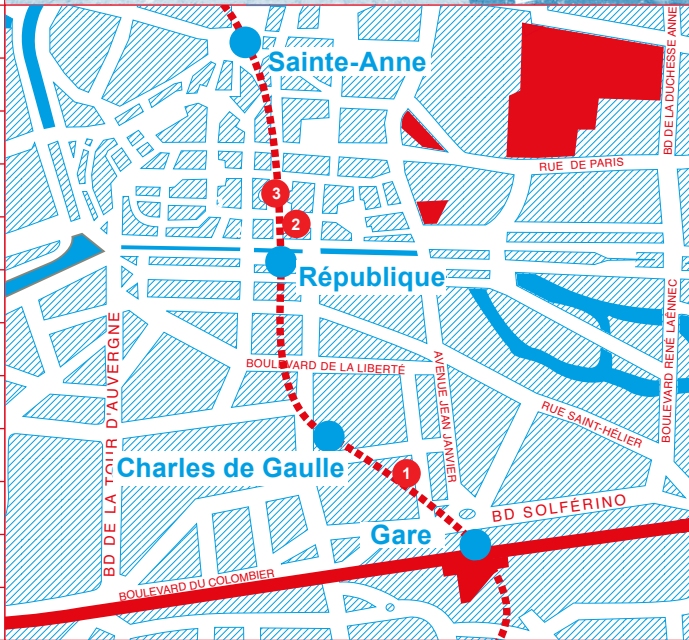 Sainte-Anne
BD DE LA DUCHESSE ANNE
RUE DE PARIS
3
2
République
BD DE LA TOUR D'AUVERGNE
BOULEVARD DE LA LIBERTÉ
AVENUE JEAN JANVIER
BOULEVARD RENÉ LAËNNEC
RUE SAINT-HÉLIER
Charles de Gaulle
1
BD SOLFÉRINO
Gare
BOULEVARD DU COLOMBIER